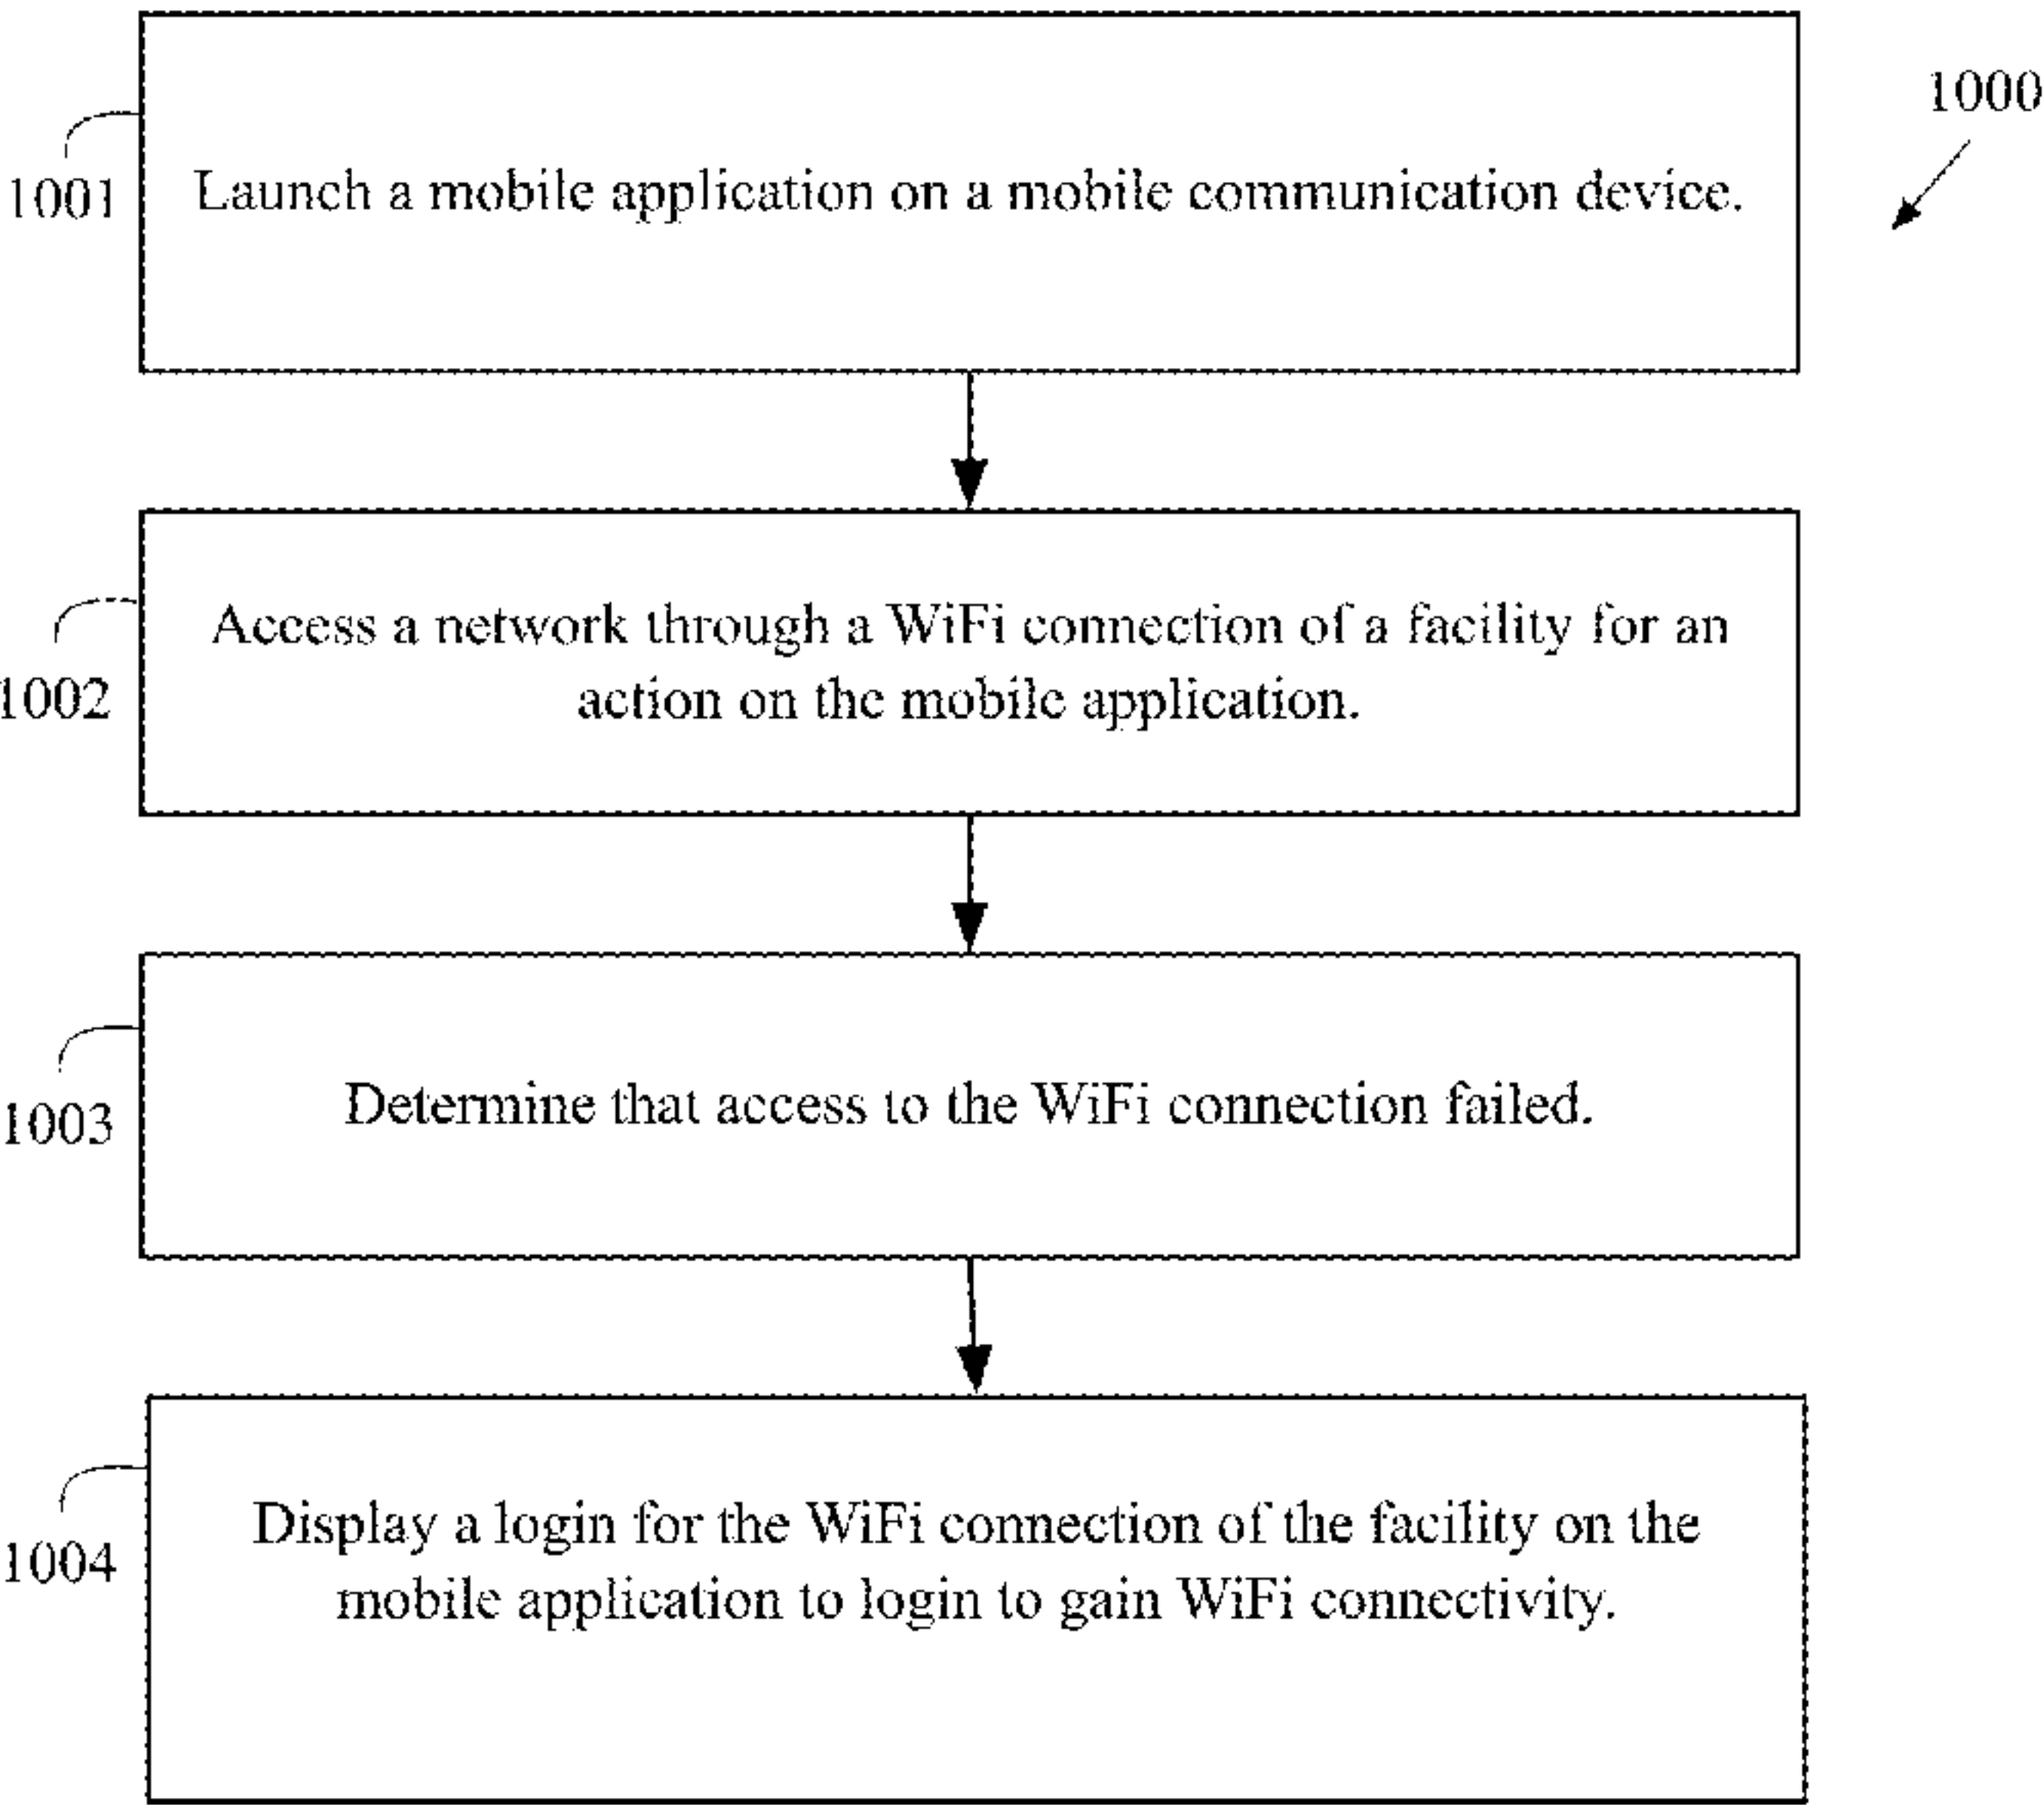 1000
1001
Launch a mobile application on a mobile communication device.
1002
Access a network through a WiFi connection of a facility for an
action on the mobile application.
1003
Determine that access to the WiFi connection failed.
1004
Display a login for the WiFi connection of the facility on the
mobile application to login to gain WiFi connectivity.